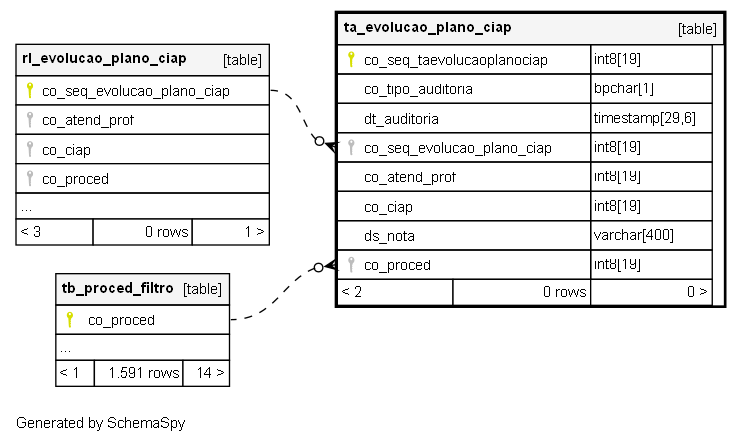 rl_evolucao_plano_ciap [table]
co_seq_evolucao_plano_ciap
co_atend_prof
co_ciap
co_proced
...
< 3 0 rows 1 >
tb_proced_filtro [table]
co_proced
...
< 1 1.591 rows 14 >
ta_evolucao_plano_ciap [table]
co_seq_taevolucaoplanociap int8[19]
co_tipo_auditoria bpchar[1]
dt_auditoria timestamp[29,6]
co_seq_evolucao_plano_ciap int8[19]
co_atend_prof int8[19]
co_ciap int8[19]
ds_nota varchar[400]
co_proced int8[19]
< 2 0 rows 0 >
Generated by SchemaSpy